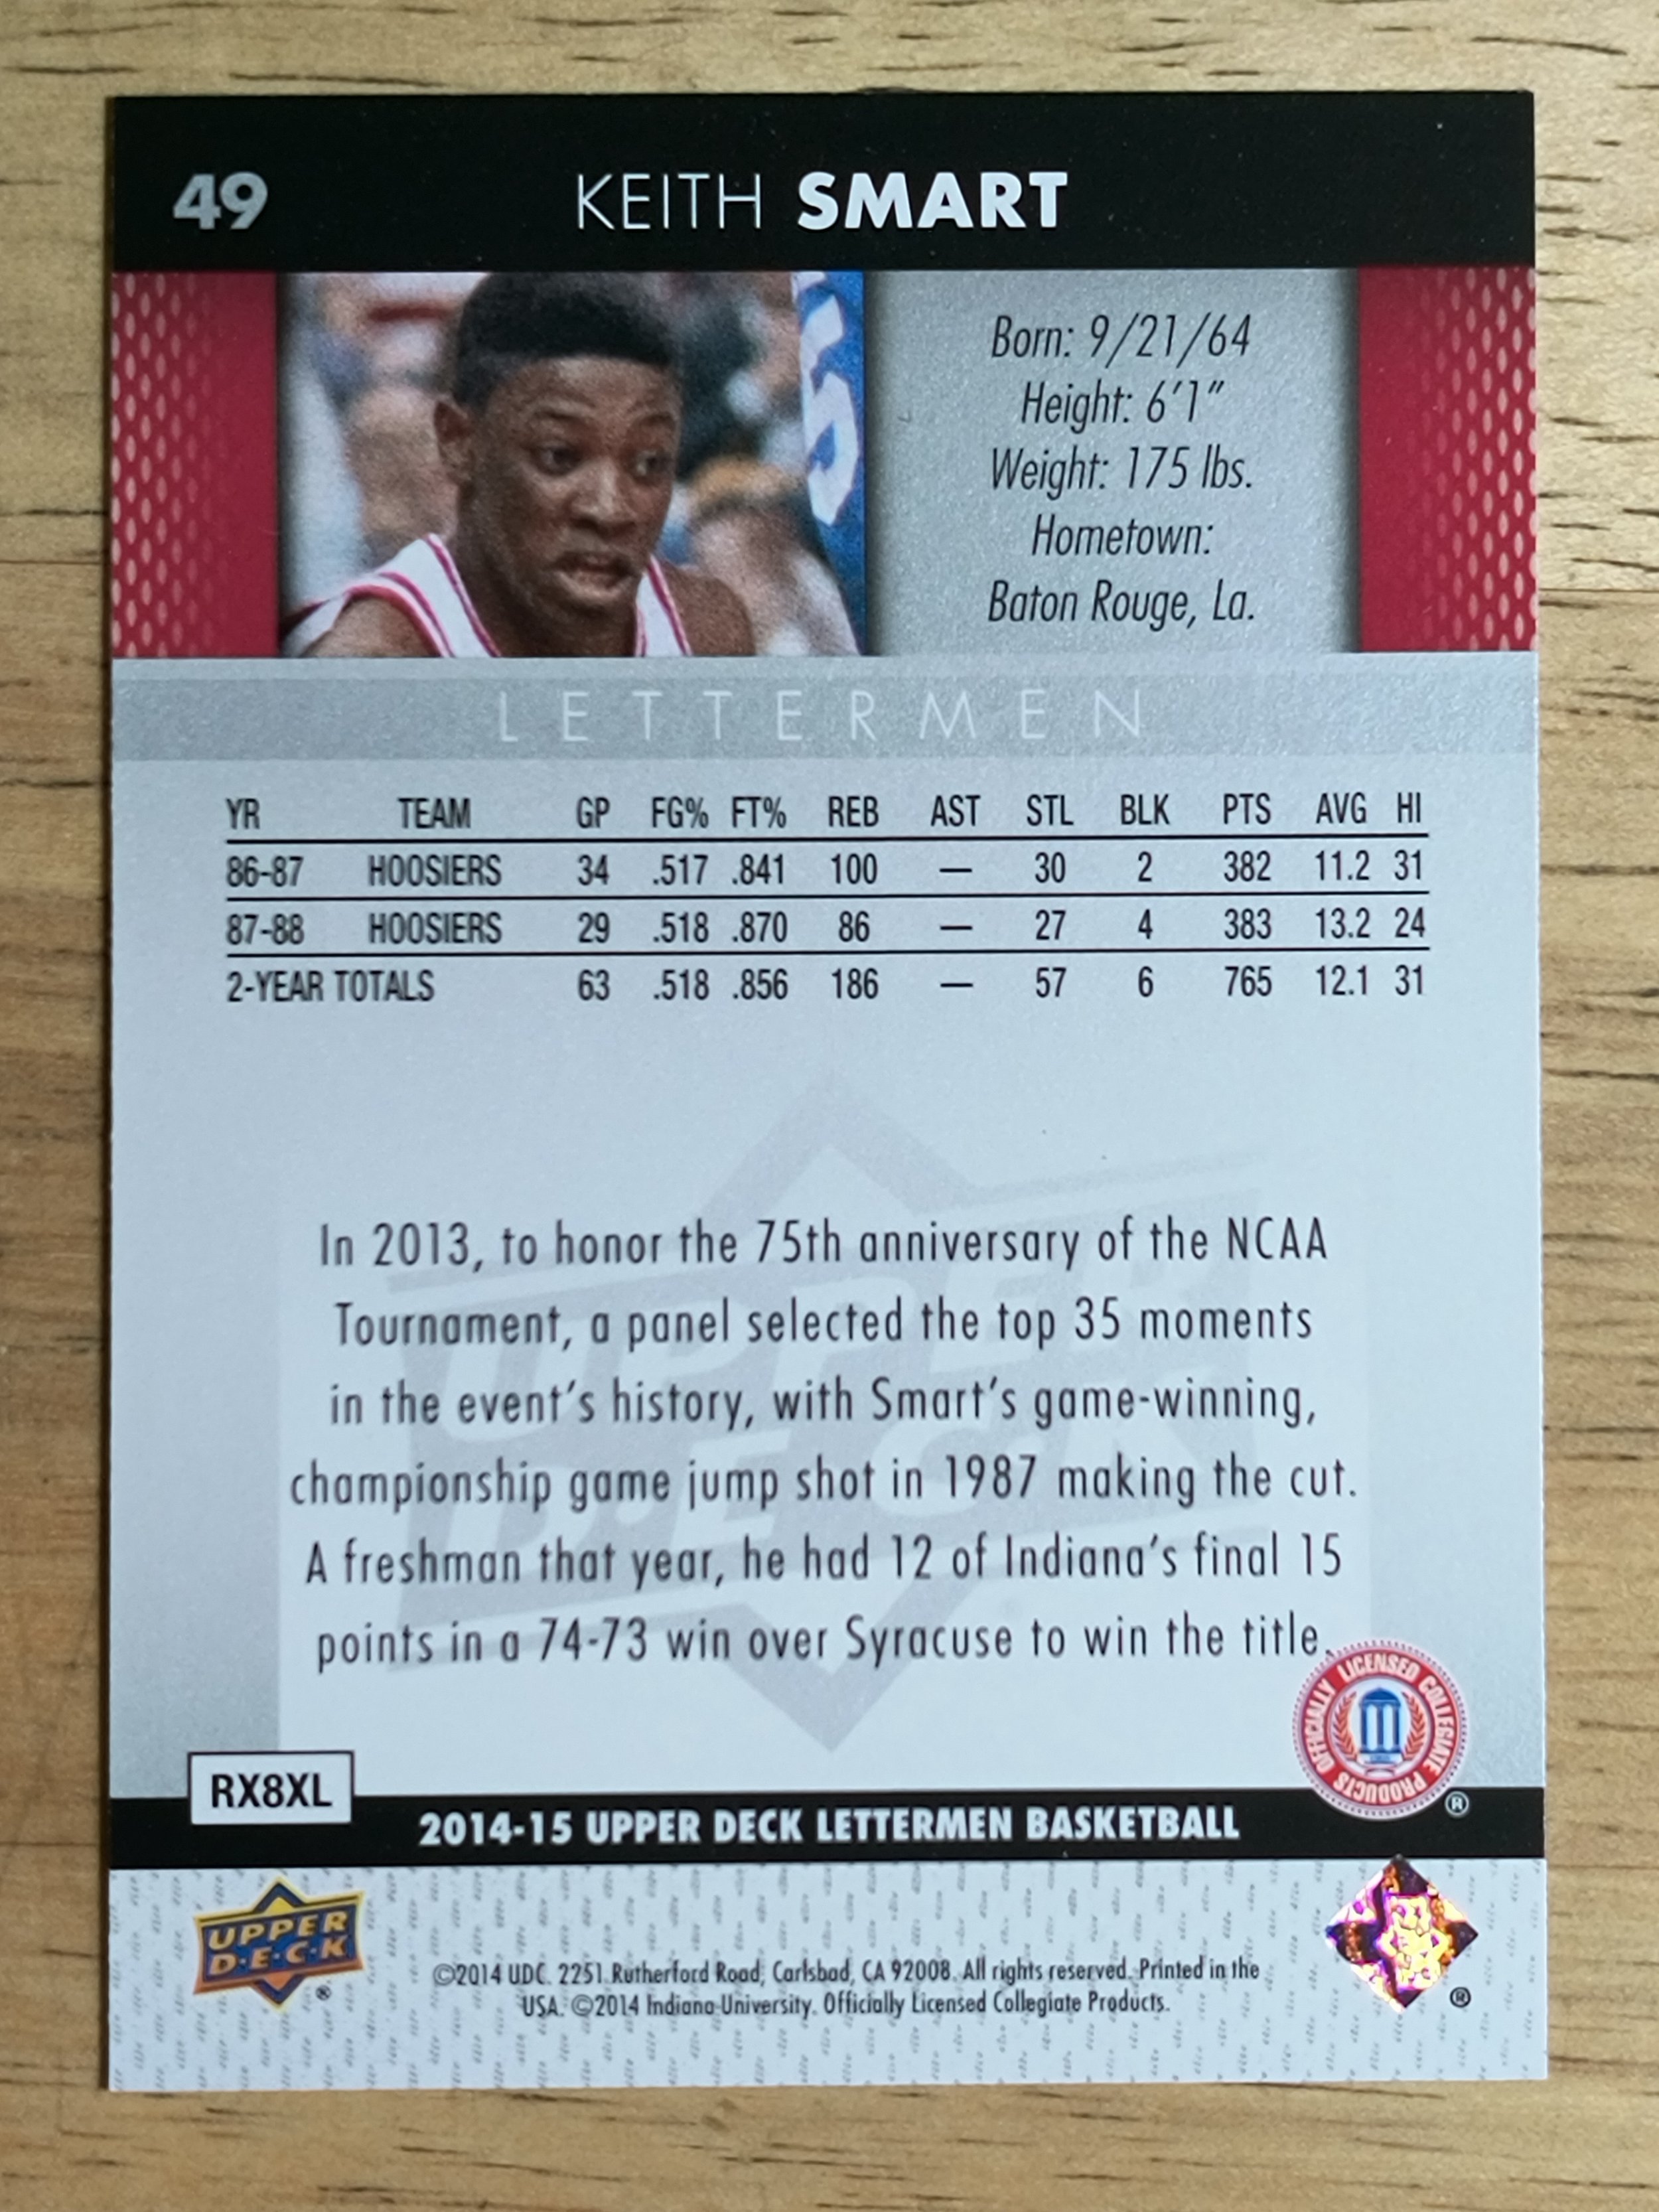 49 KEITH SMART
Born: 9/21/64
Height: 6'1"
Weight: 175 lbs.
Hometown:
Baton Rouge, La.
LETTERMEN
YR TEAM GP FG% FT% REB AST STL BLK PTS AVG HI
86-87 HOOSIERS 34 .517 .841 100 — 30 2 382 11.2 31
87-88 HOOSIERS 29 .518 .870 86 — 27 4 383 13.2 24
2-YEAR TOTALS 63 .518 .856 186 — 57 6 765 12.1 31
UPPER
DECK
In 2013, to honor the 75th anniversary of the NCAA
Tournament, a panel selected the top 35 moments
in the event's history, with Smart's game-winning,
championship game jump shot in 1987 making the cut.
A freshman that year, he had 12 of Indiana's final 15
points in a 74-73 win over Syracuse to win the title.
OFFICIALLY LICENSED COLLEGIATE PRODUCTS
®
RX8XL
2014-15 UPPER DECK LETTERMEN BASKETBALL
UPPER
D·E·C·K
®
©2014 UDC. 2251 Rutherford Road, Carlsbad, CA 92008. All rights reserved. Printed in the
USA. ©2014 Indiana University. Officially Licensed Collegiate Products.
®